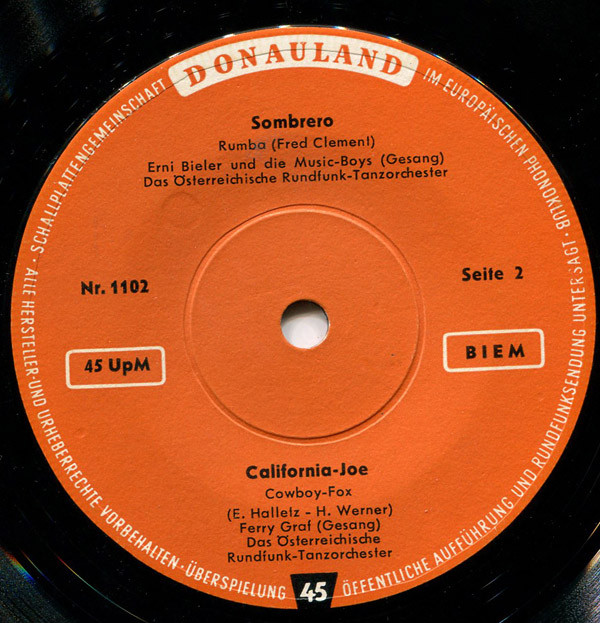 DONAULAND
SCHALLPLATTENGEMEINSCHAFT
IM EUROPÄISCHEN PHONOKLUB ·
Sombrero
Rumba (Fred Clement)
Erni Bieler und die Music-Boys (Gesang)
Das Österreichische Rundfunk-Tanzorchester
Nr. 1102
Seite 2
45 UpM
BIEM
California-Joe
Cowboy-Fox
(E. Halletz - H. Werner)
Ferry Graf (Gesang)
Das Österreichische
Rundfunk-Tanzorchester
· ALLE HERSTELLER-UND URHEBERRECHTE VORBEHALTEN · ÜBERSPIELUNG
45
ÖFFENTLICHE AUFFÜHRUNG UND RUNDFUNKSENDUNG UNTERSAGT ·